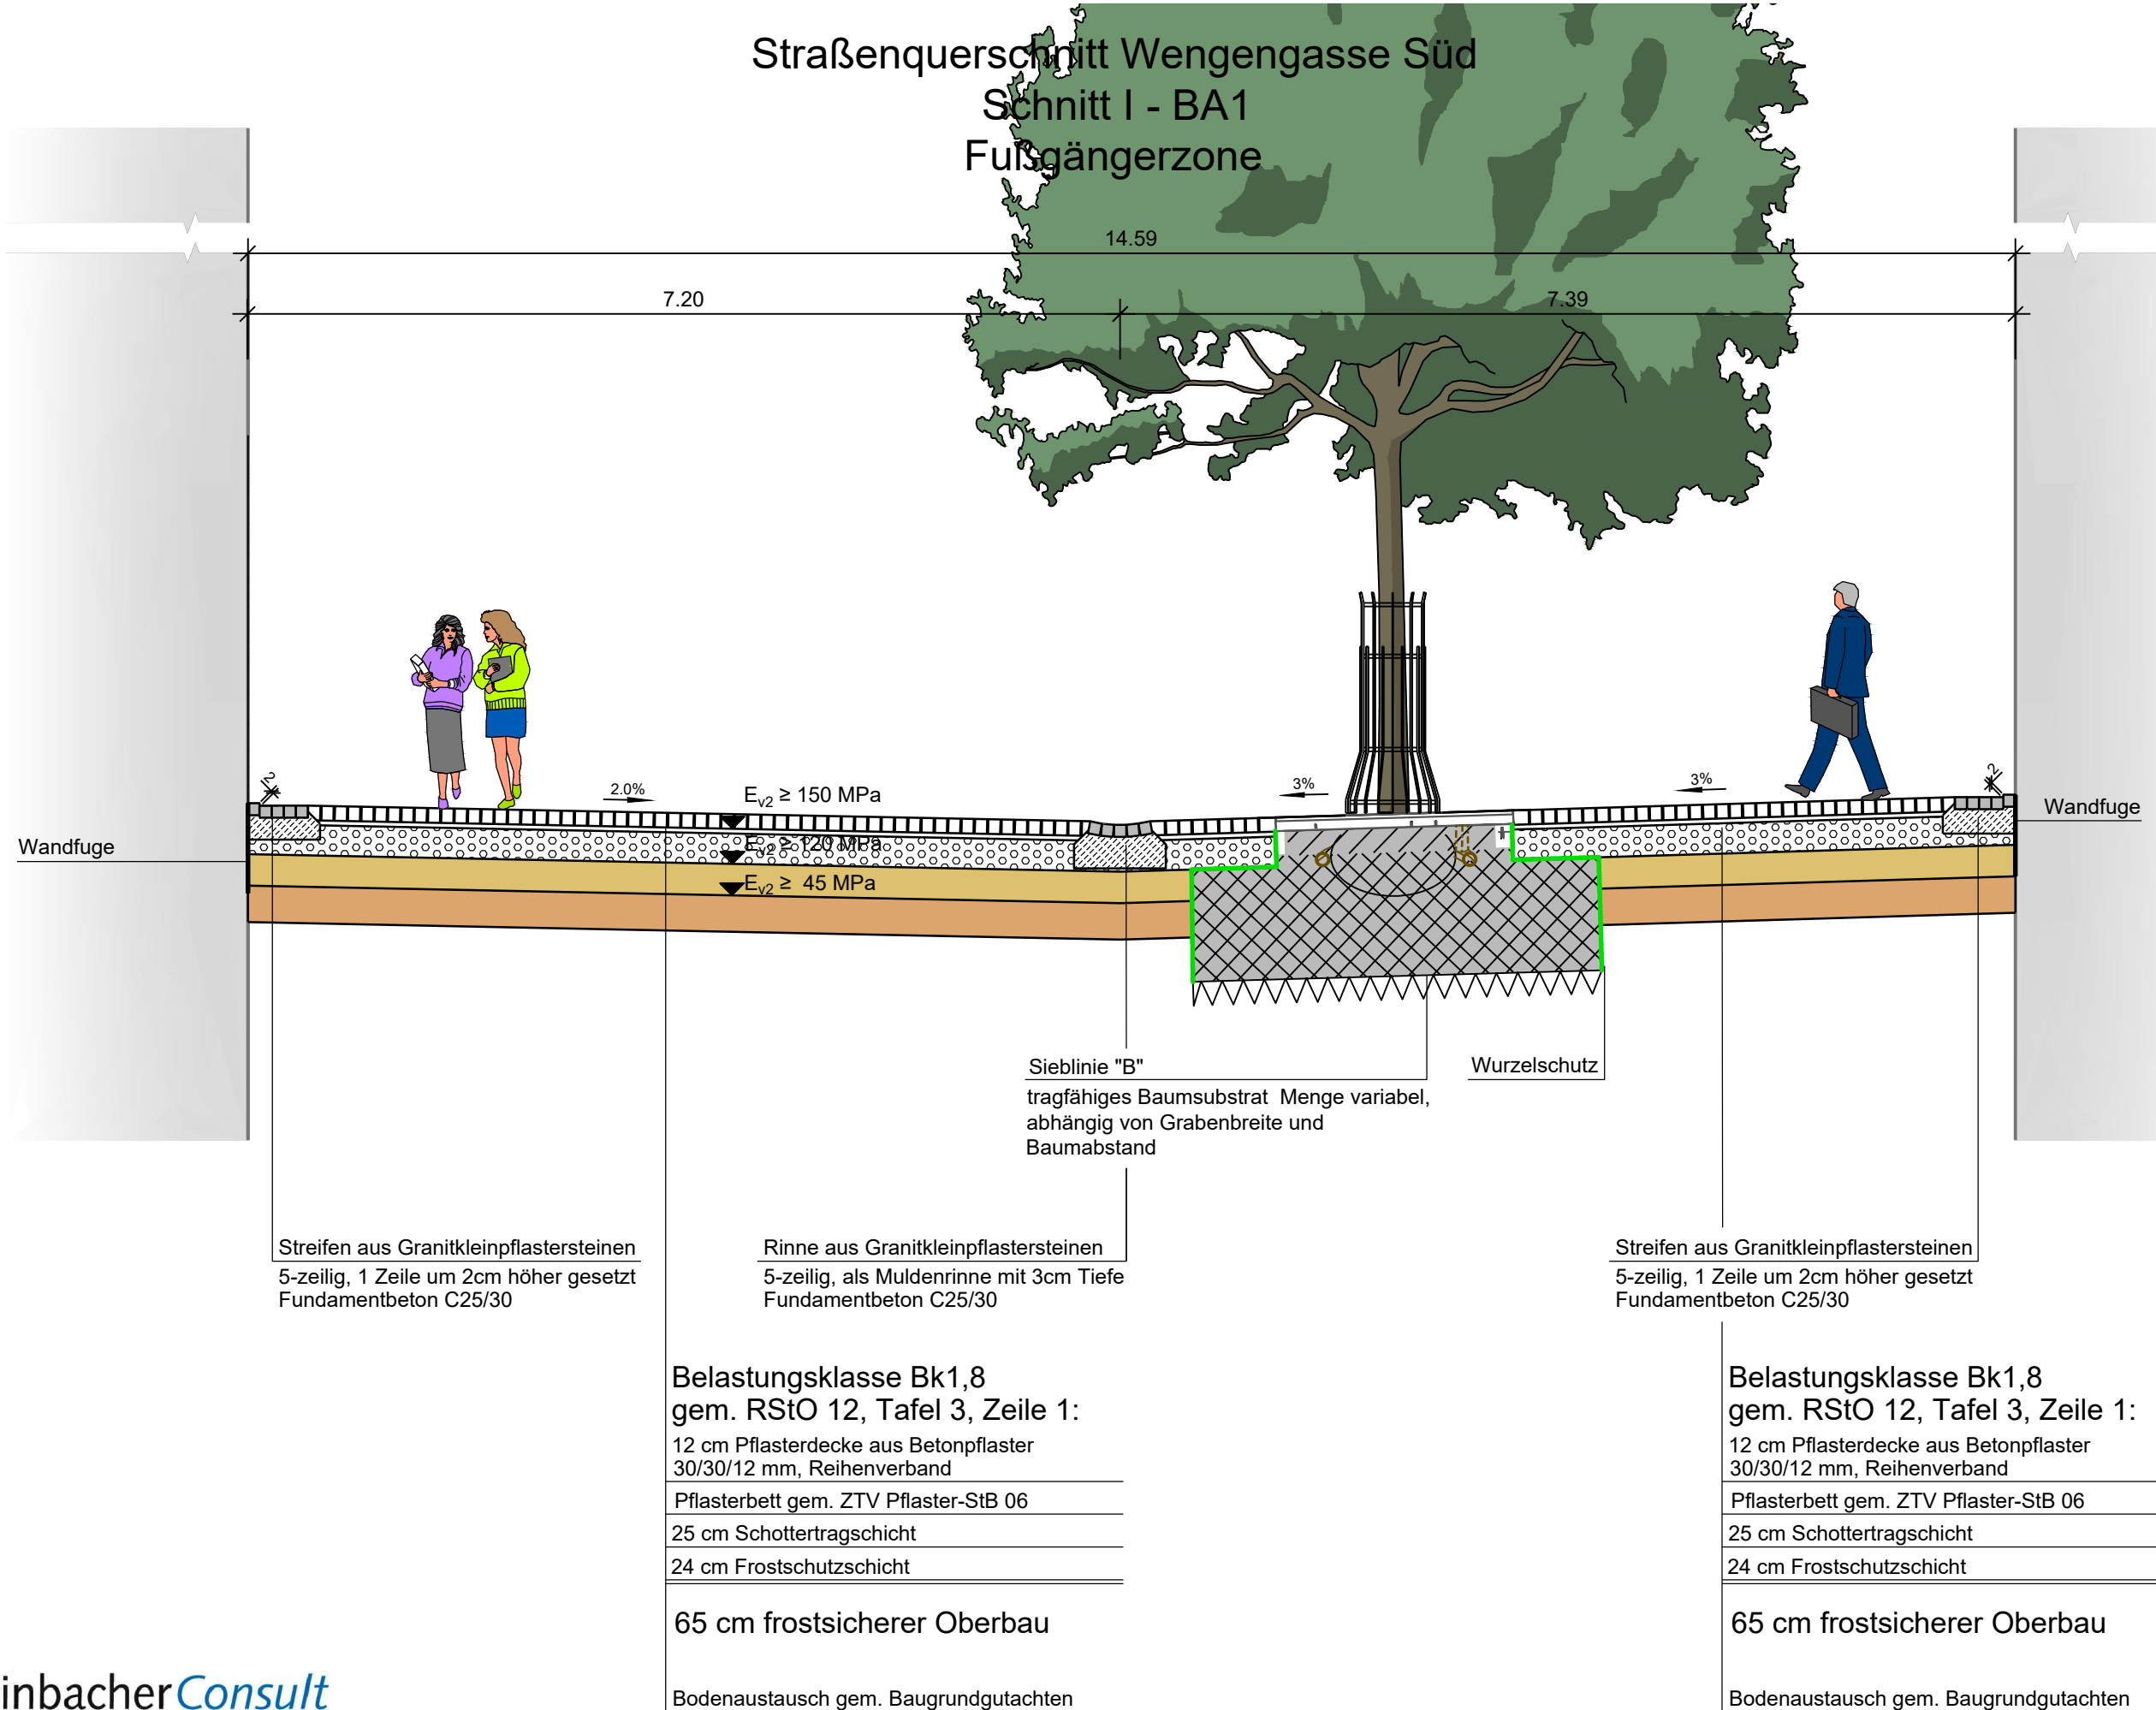 Straßenquerschnitt Wengengasse Süd
Schnitt I - BA1
Fußgängerzone
14.59
7.20
7.39
2
2.0%
E_v2 ≥ 150 MPa
3%
3%
2
Wandfuge
E_v2 ≥ 120 MPa
Wandfuge
E_v2 ≥ 45 MPa
Sieblinie "B"
tragfähiges Baumsubstrat Menge variabel,
abhängig von Grabenbreite und
Baumabstand
Wurzelschutz
Streifen aus Granitkleinpflastersteinen
5-zeilig, 1 Zeile um 2cm höher gesetzt
Fundamentbeton C25/30
Rinne aus Granitkleinpflastersteinen
5-zeilig, als Muldenrinne mit 3cm Tiefe
Fundamentbeton C25/30
Streifen aus Granitkleinpflastersteinen
5-zeilig, 1 Zeile um 2cm höher gesetzt
Fundamentbeton C25/30
Belastungsklasse Bk1,8
gem. RStO 12, Tafel 3, Zeile 1:
12 cm Pflasterdecke aus Betonpflaster
30/30/12 mm, Reihenverband
Pflasterbett gem. ZTV Pflaster-StB 06
25 cm Schottertragschicht
24 cm Frostschutzschicht
65 cm frostsicherer Oberbau
Bodenaustausch gem. Baugrundgutachten
Belastungsklasse Bk1,8
gem. RStO 12, Tafel 3, Zeile 1:
12 cm Pflasterdecke aus Betonpflaster
30/30/12 mm, Reihenverband
Pflasterbett gem. ZTV Pflaster-StB 06
25 cm Schottertragschicht
24 cm Frostschutzschicht
65 cm frostsicherer Oberbau
Bodenaustausch gem. Baugrundgutachten
inbacherConsult